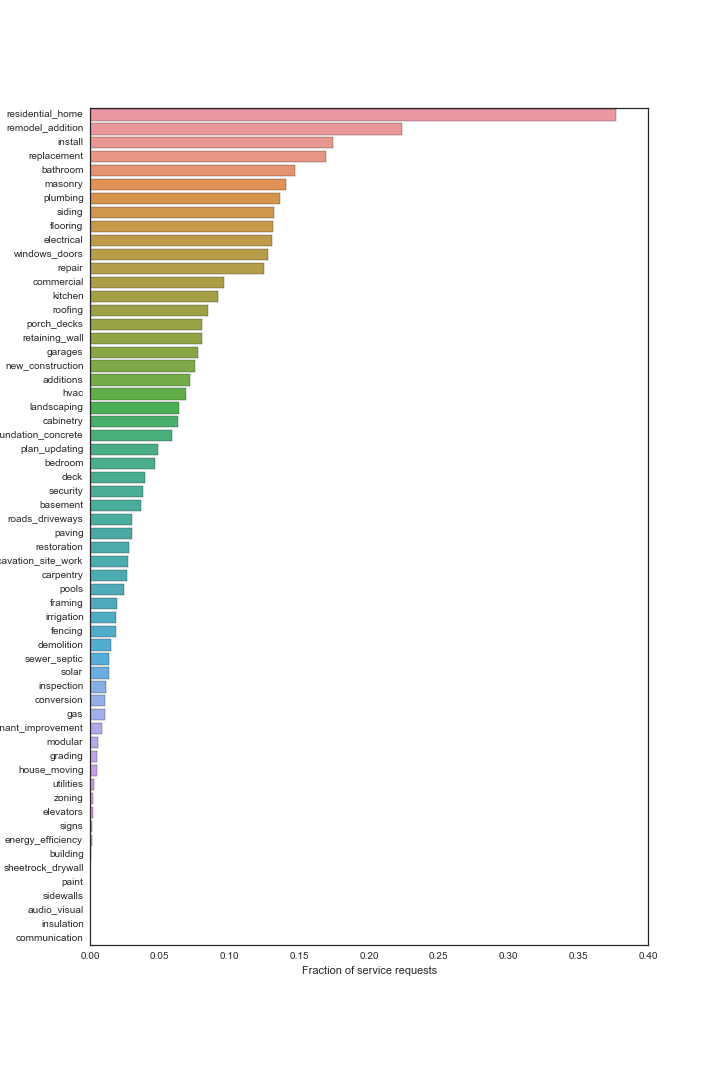 residential_home
remodel_addition
install
replacement
bathroom
masonry
plumbing
siding
flooring
electrical
windows_doors
repair
commercial
kitchen
roofing
porch_decks
retaining_wall
garages
new_construction
additions
hvac
landscaping
cabinetry
undation_concrete
plan_updating
bedroom
deck
security
basement
roads_driveways
paving
restoration
cavation_site_work
carpentry
pools
framing
irrigation
fencing
demolition
sewer_septic
solar
inspection
conversion
gas
nant_improvement
modular
grading
house_moving
utilities
zoning
elevators
signs
energy_efficiency
building
sheetrock_drywall
paint
sidewalls
audio_visual
insulation
communication
0.00 0.05 0.10 0.15 0.20 0.25 0.30 0.35 0.40
Fraction of service requests